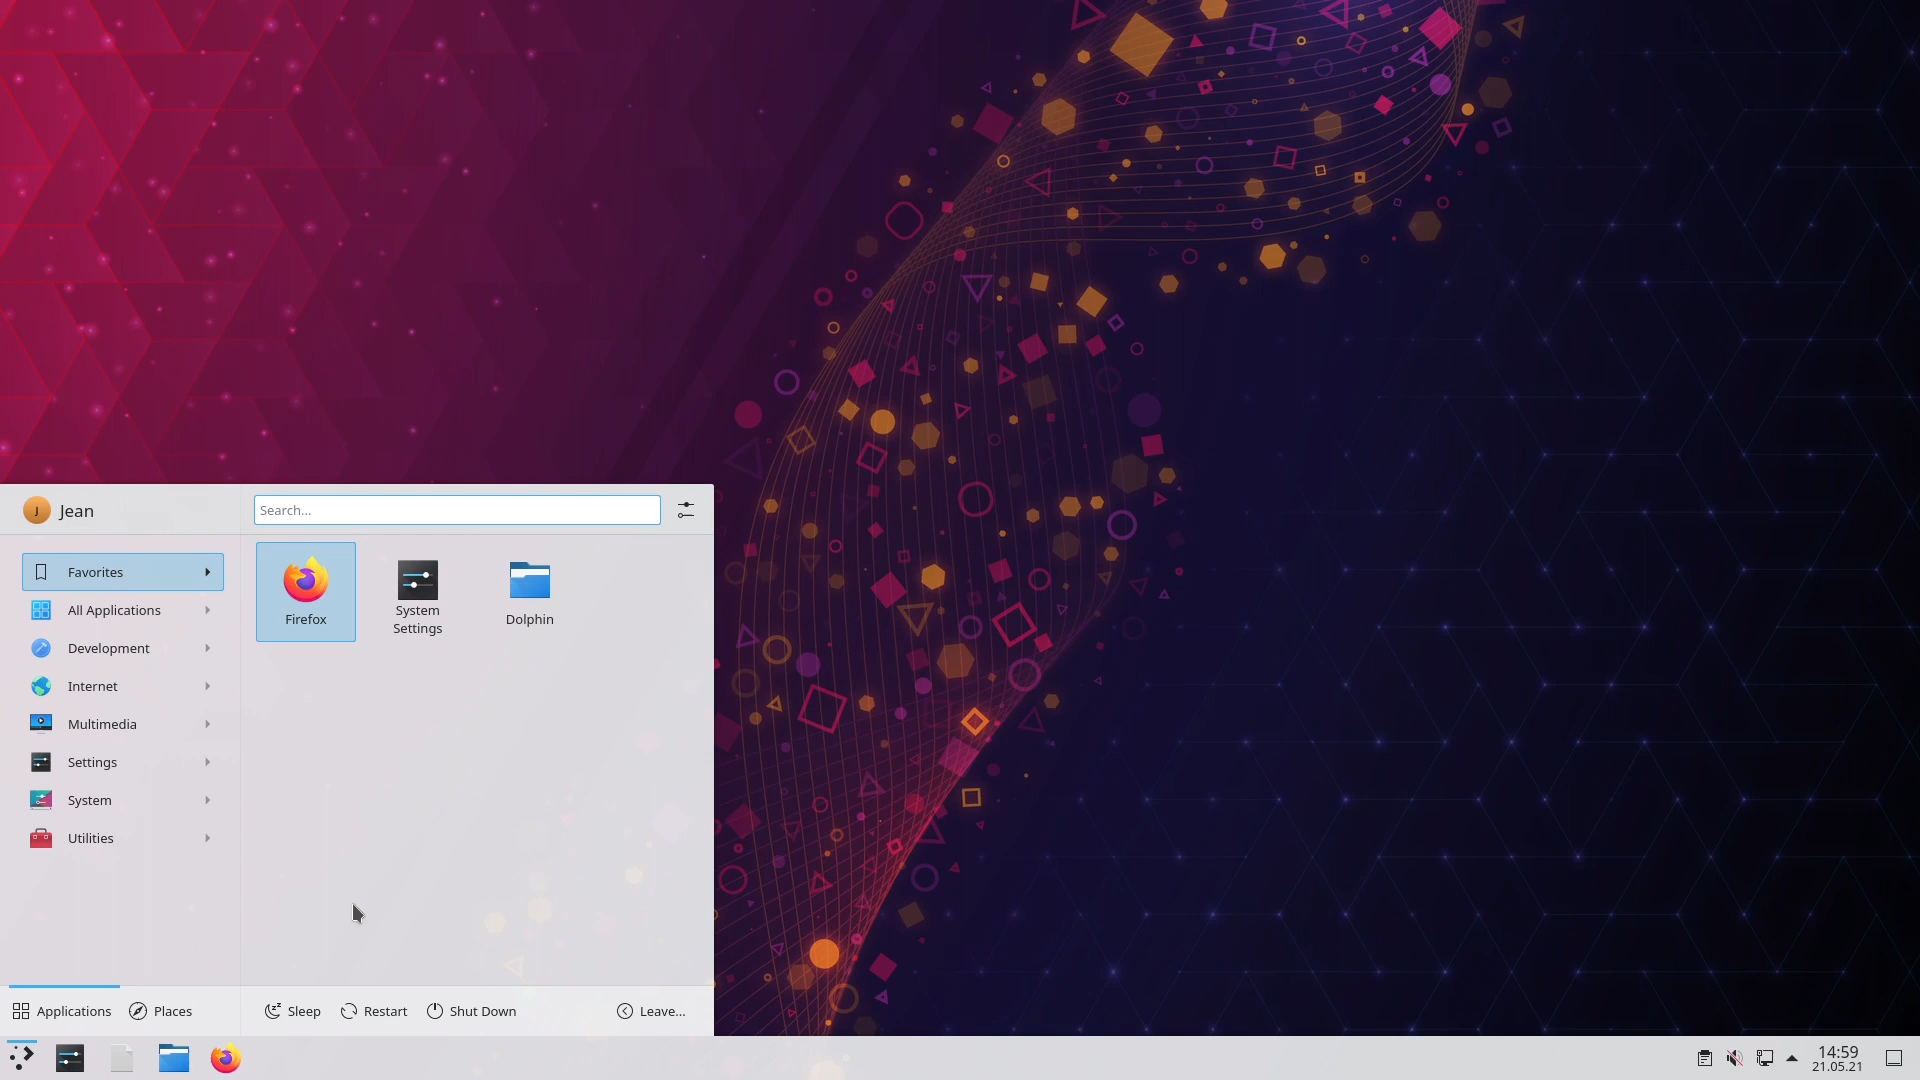 J
Jean
Search...
Favorites
All Applications
Development
Internet
Multimedia
Settings
System
Utilities
Firefox
System
Settings
Dolphin
Applications
Places
Sleep
Restart
Shut Down
Leave...
14:59
21.05.21